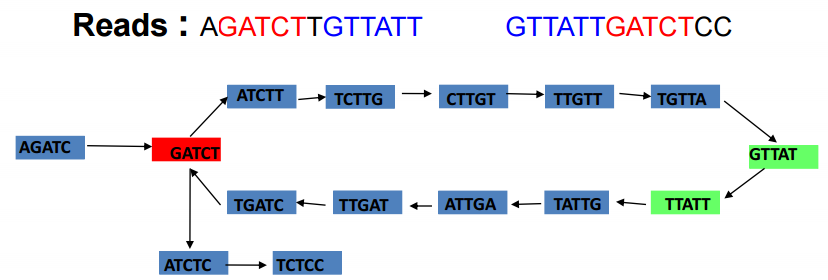 Reads : AGATCTTGTTATT GTTATTGATCTCC
ATCTT TCTTG CTTGT TTGTT TGTTA
AGATC GATCT GTTAT
TGATC TTGAT ATTGA TATTG TTATT
ATCTC TCTCC